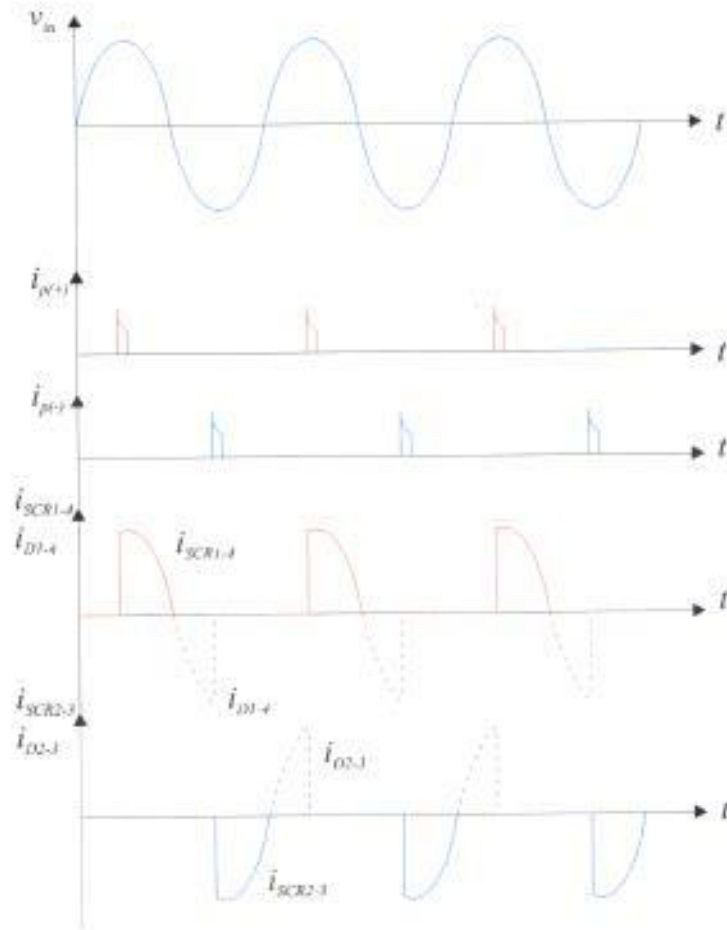 v_in
t
i_p(+)
t
i_p(-)
t
i_SCR1-4
i_D1-4
i_SCR1-4
t
i_D1-4
i_SCR2-3
i_D2-3
i_D2-3
t
i_SCR2-3